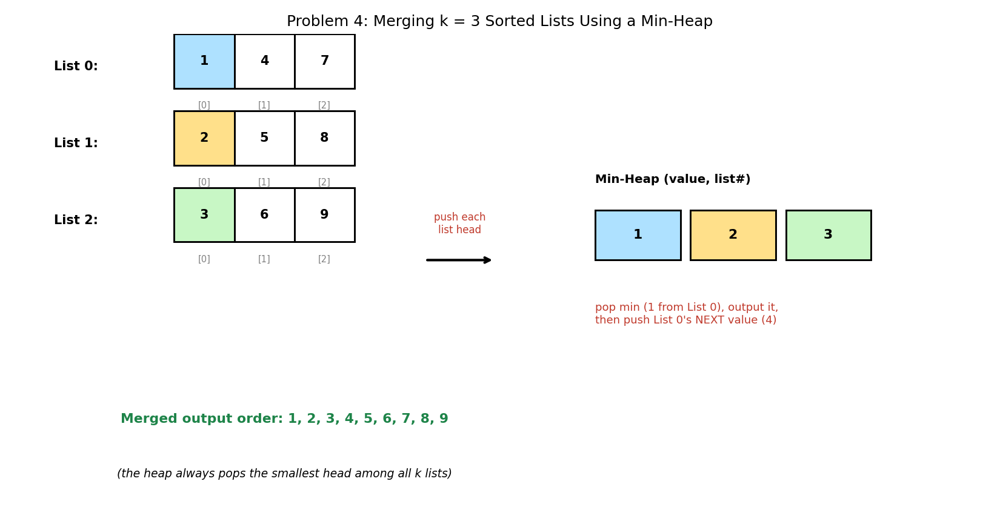 Problem 4: Merging k = 3 Sorted Lists Using a Min-Heap
List 0:
1 4 7
[0] [1] [2]
List 1:
2 5 8
[0] [1] [2]
List 2:
3 6 9
[0] [1] [2]
push each
list head
Min-Heap (value, list#)
1 2 3
pop min (1 from List 0), output it,
then push List 0's NEXT value (4)
Merged output order: 1, 2, 3, 4, 5, 6, 7, 8, 9
(the heap always pops the smallest head among all k lists)